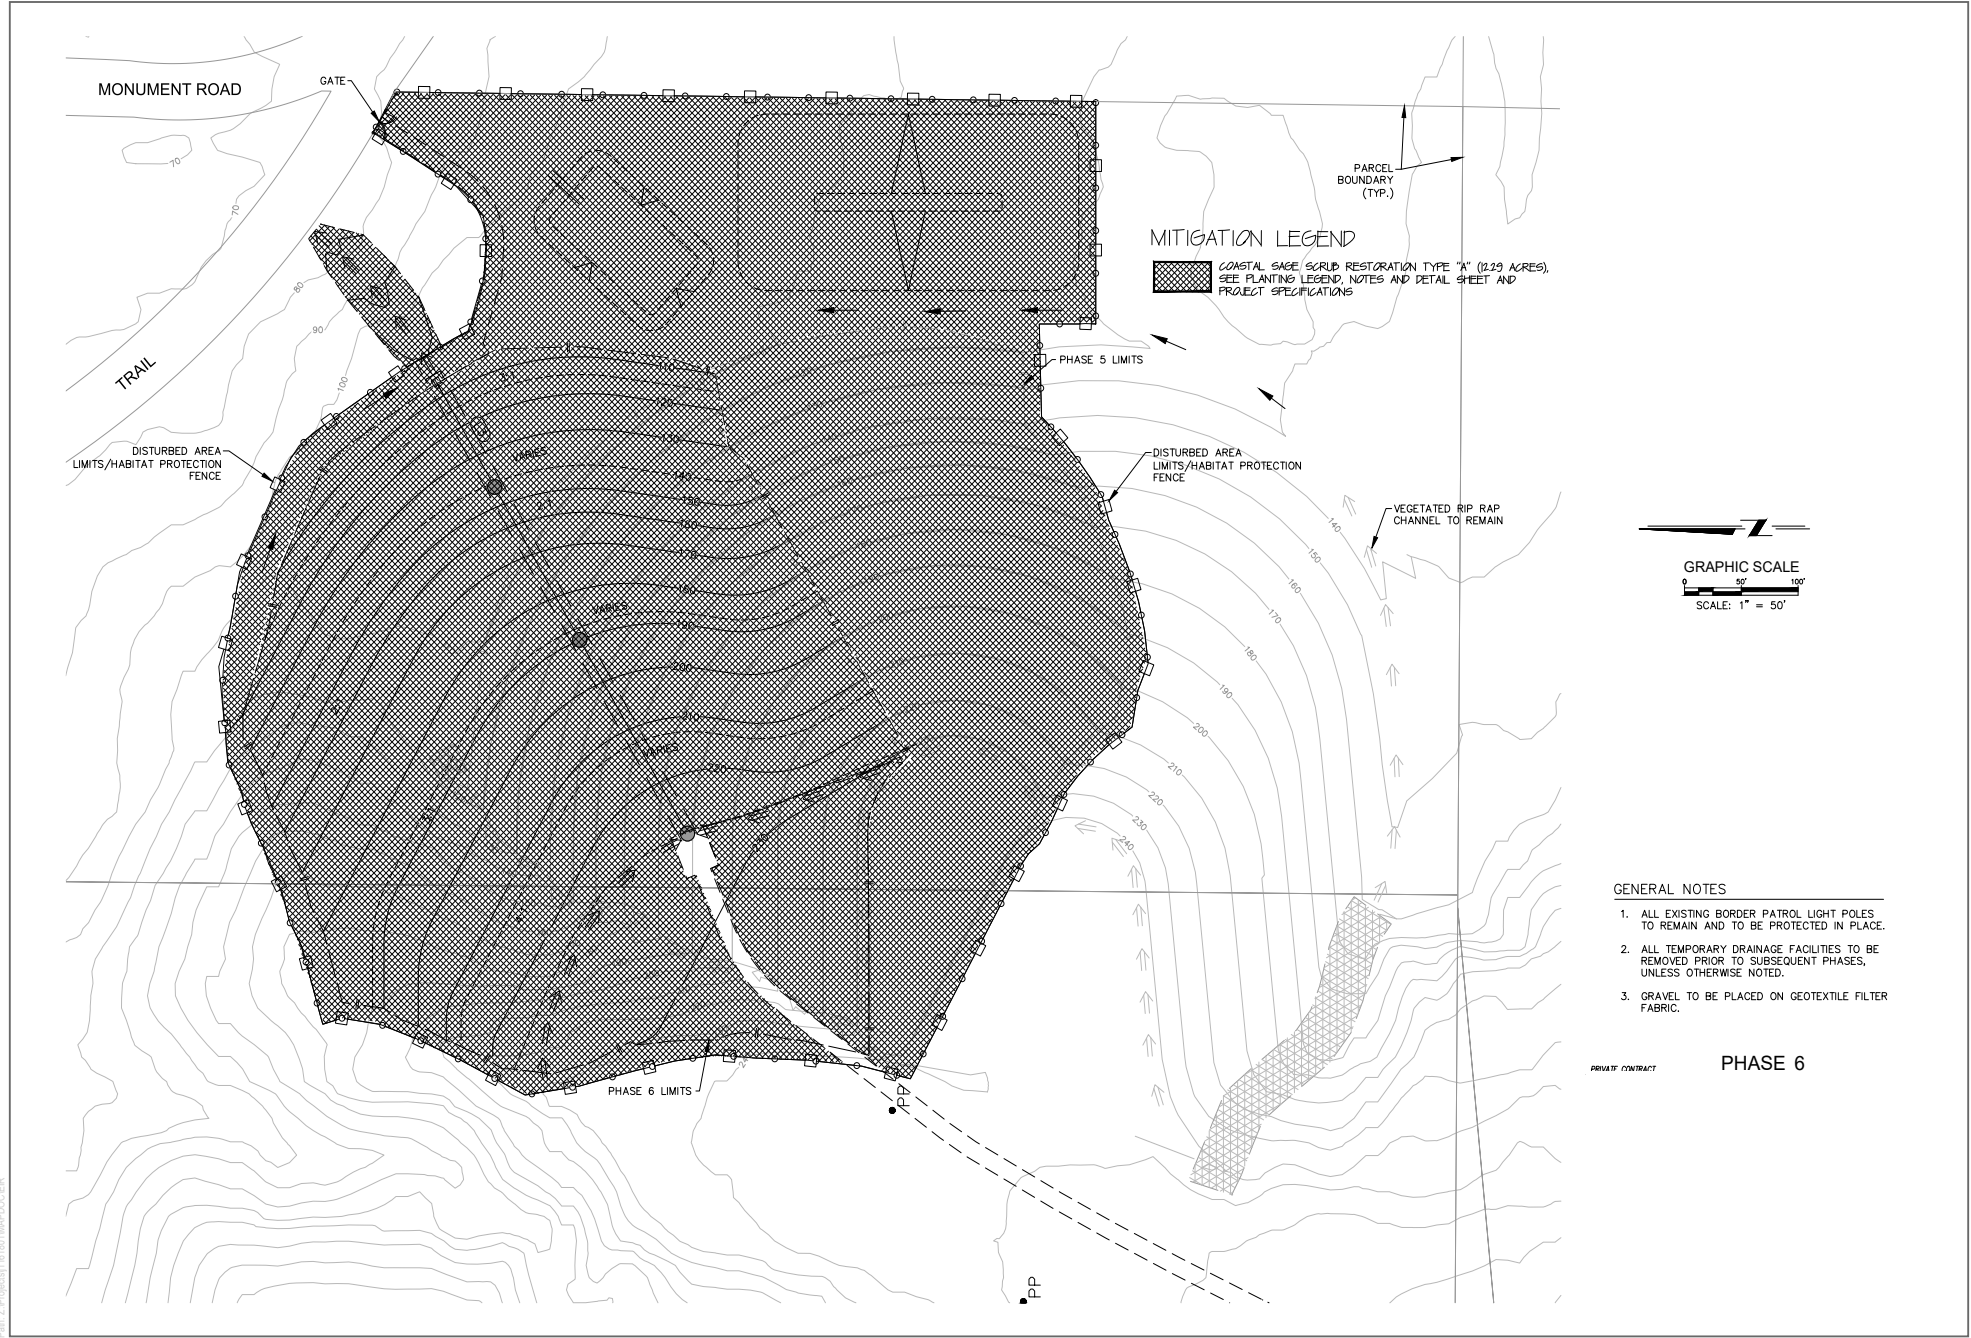 MONUMENT ROAD
GATE
70
70
80
90
100
TRAIL
PARCEL
BOUNDARY
(TYP.)
MITIGATION LEGEND
COASTAL SAGE SCRUB RESTORATION TYPE "A" (12.29 ACRES),
SEE PLANTING LEGEND, NOTES AND DETAIL SHEET AND
PROJECT SPECIFICATIONS
PHASE 5 LIMITS
DISTURBED AREA
LIMITS/HABITAT PROTECTION
FENCE
DISTURBED AREA
LIMITS/HABITAT PROTECTION
FENCE
VEGETATED RIP RAP
CHANNEL TO REMAIN
110
120
130
140
150
160
170
180
190
200
210
220
230
VARIES
VARIES
VARIES
140
150
160
170
180
190
200
210
220
230
240
Z
GRAPHIC SCALE
0 50' 100'
SCALE: 1" = 50'
GENERAL NOTES
1. ALL EXISTING BORDER PATROL LIGHT POLES
TO REMAIN AND TO BE PROTECTED IN PLACE.
2. ALL TEMPORARY DRAINAGE FACILITIES TO BE
REMOVED PRIOR TO SUBSEQUENT PHASES,
UNLESS OTHERWISE NOTED.
3. GRAVEL TO BE PLACED ON GEOTEXTILE FILTER
FABRIC.
PRIVATE CONTRACT
PHASE 6
PHASE 6 LIMITS
PP
PP